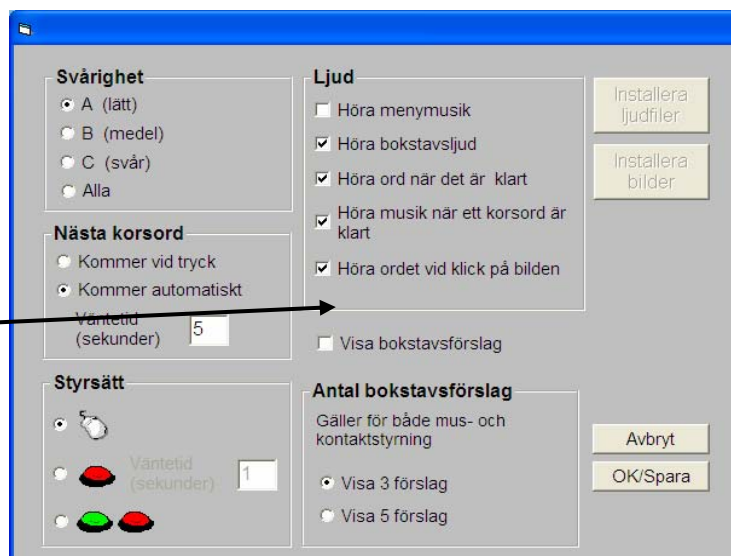 Svårighet
A (lätt)
B (medel)
C (svår)
Alla
Nästa korsord
Kommer vid tryck
Kommer automatiskt
Väntetid
(sekunder)
5
Styrsätt
Väntetid
(sekunder)
1
Ljud
Höra menymusik
Höra bokstavsljud
Höra ord när det är klart
Höra musik när ett korsord är
klart
Höra ordet vid klick på bilden
Visa bokstavsförslag
Antal bokstavsförslag
Gäller för både mus- och
kontaktstyrning
Visa 3 förslag
Visa 5 förslag
Installera
ljudfiler
Installera
bilder
Avbryt
OK/Spara